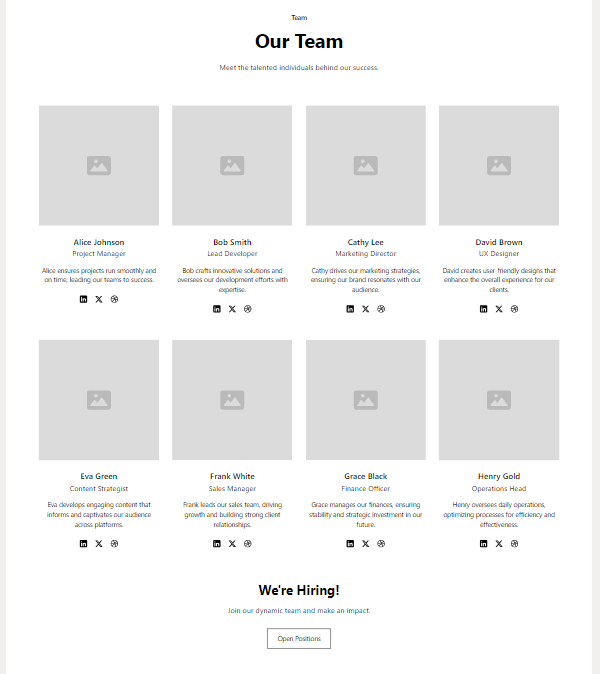 Team
Our Team
Meet the talented individuals behind our success.
Alice Johnson
Project Manager
Alice ensures projects run smoothly and
on time, leading our teams to success.
Bob Smith
Lead Developer
Bob crafts innovative solutions and
oversees our development efforts with
expertise.
Cathy Lee
Marketing Director
Cathy drives our marketing strategies,
ensuring our brand resonates with our
audience.
David Brown
UX Designer
David creates user-friendly designs that
enhance the overall experience for our
clients.
Eva Green
Content Strategist
Eva develops engaging content that
informs and captivates our audience
across platforms.
Frank White
Sales Manager
Frank leads our sales team, driving
growth and building strong client
relationships.
Grace Black
Finance Officer
Grace manages our finances, ensuring
stability and strategic investment in our
future.
Henry Gold
Operations Head
Henry oversees daily operations,
optimizing processes for efficiency and
effectiveness.
We're Hiring!
Join our dynamic team and make an impact.
Open Positions